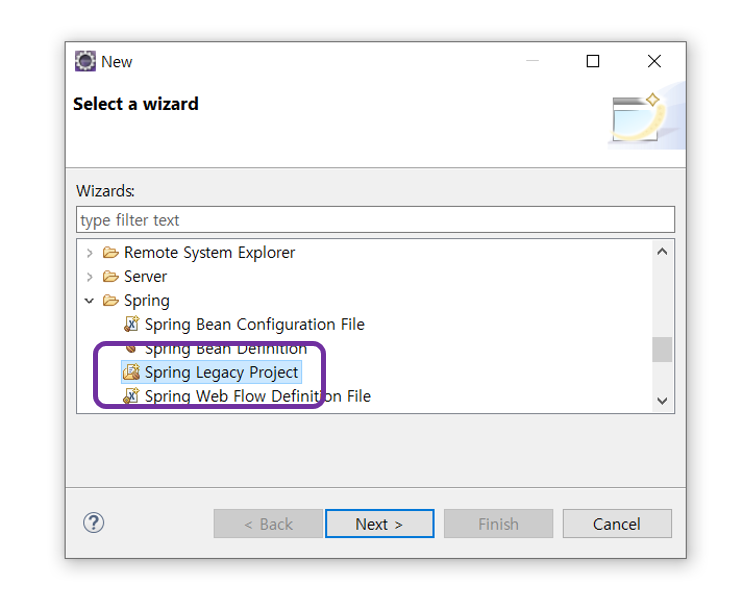 New
Select a wizard
Wizards:
type filter text
Remote System Explorer
Server
Spring
Spring Bean Configuration File
Spring Bean Definition
Spring Legacy Project
Spring Web Flow Definition File
?
< Back Next > Finish Cancel